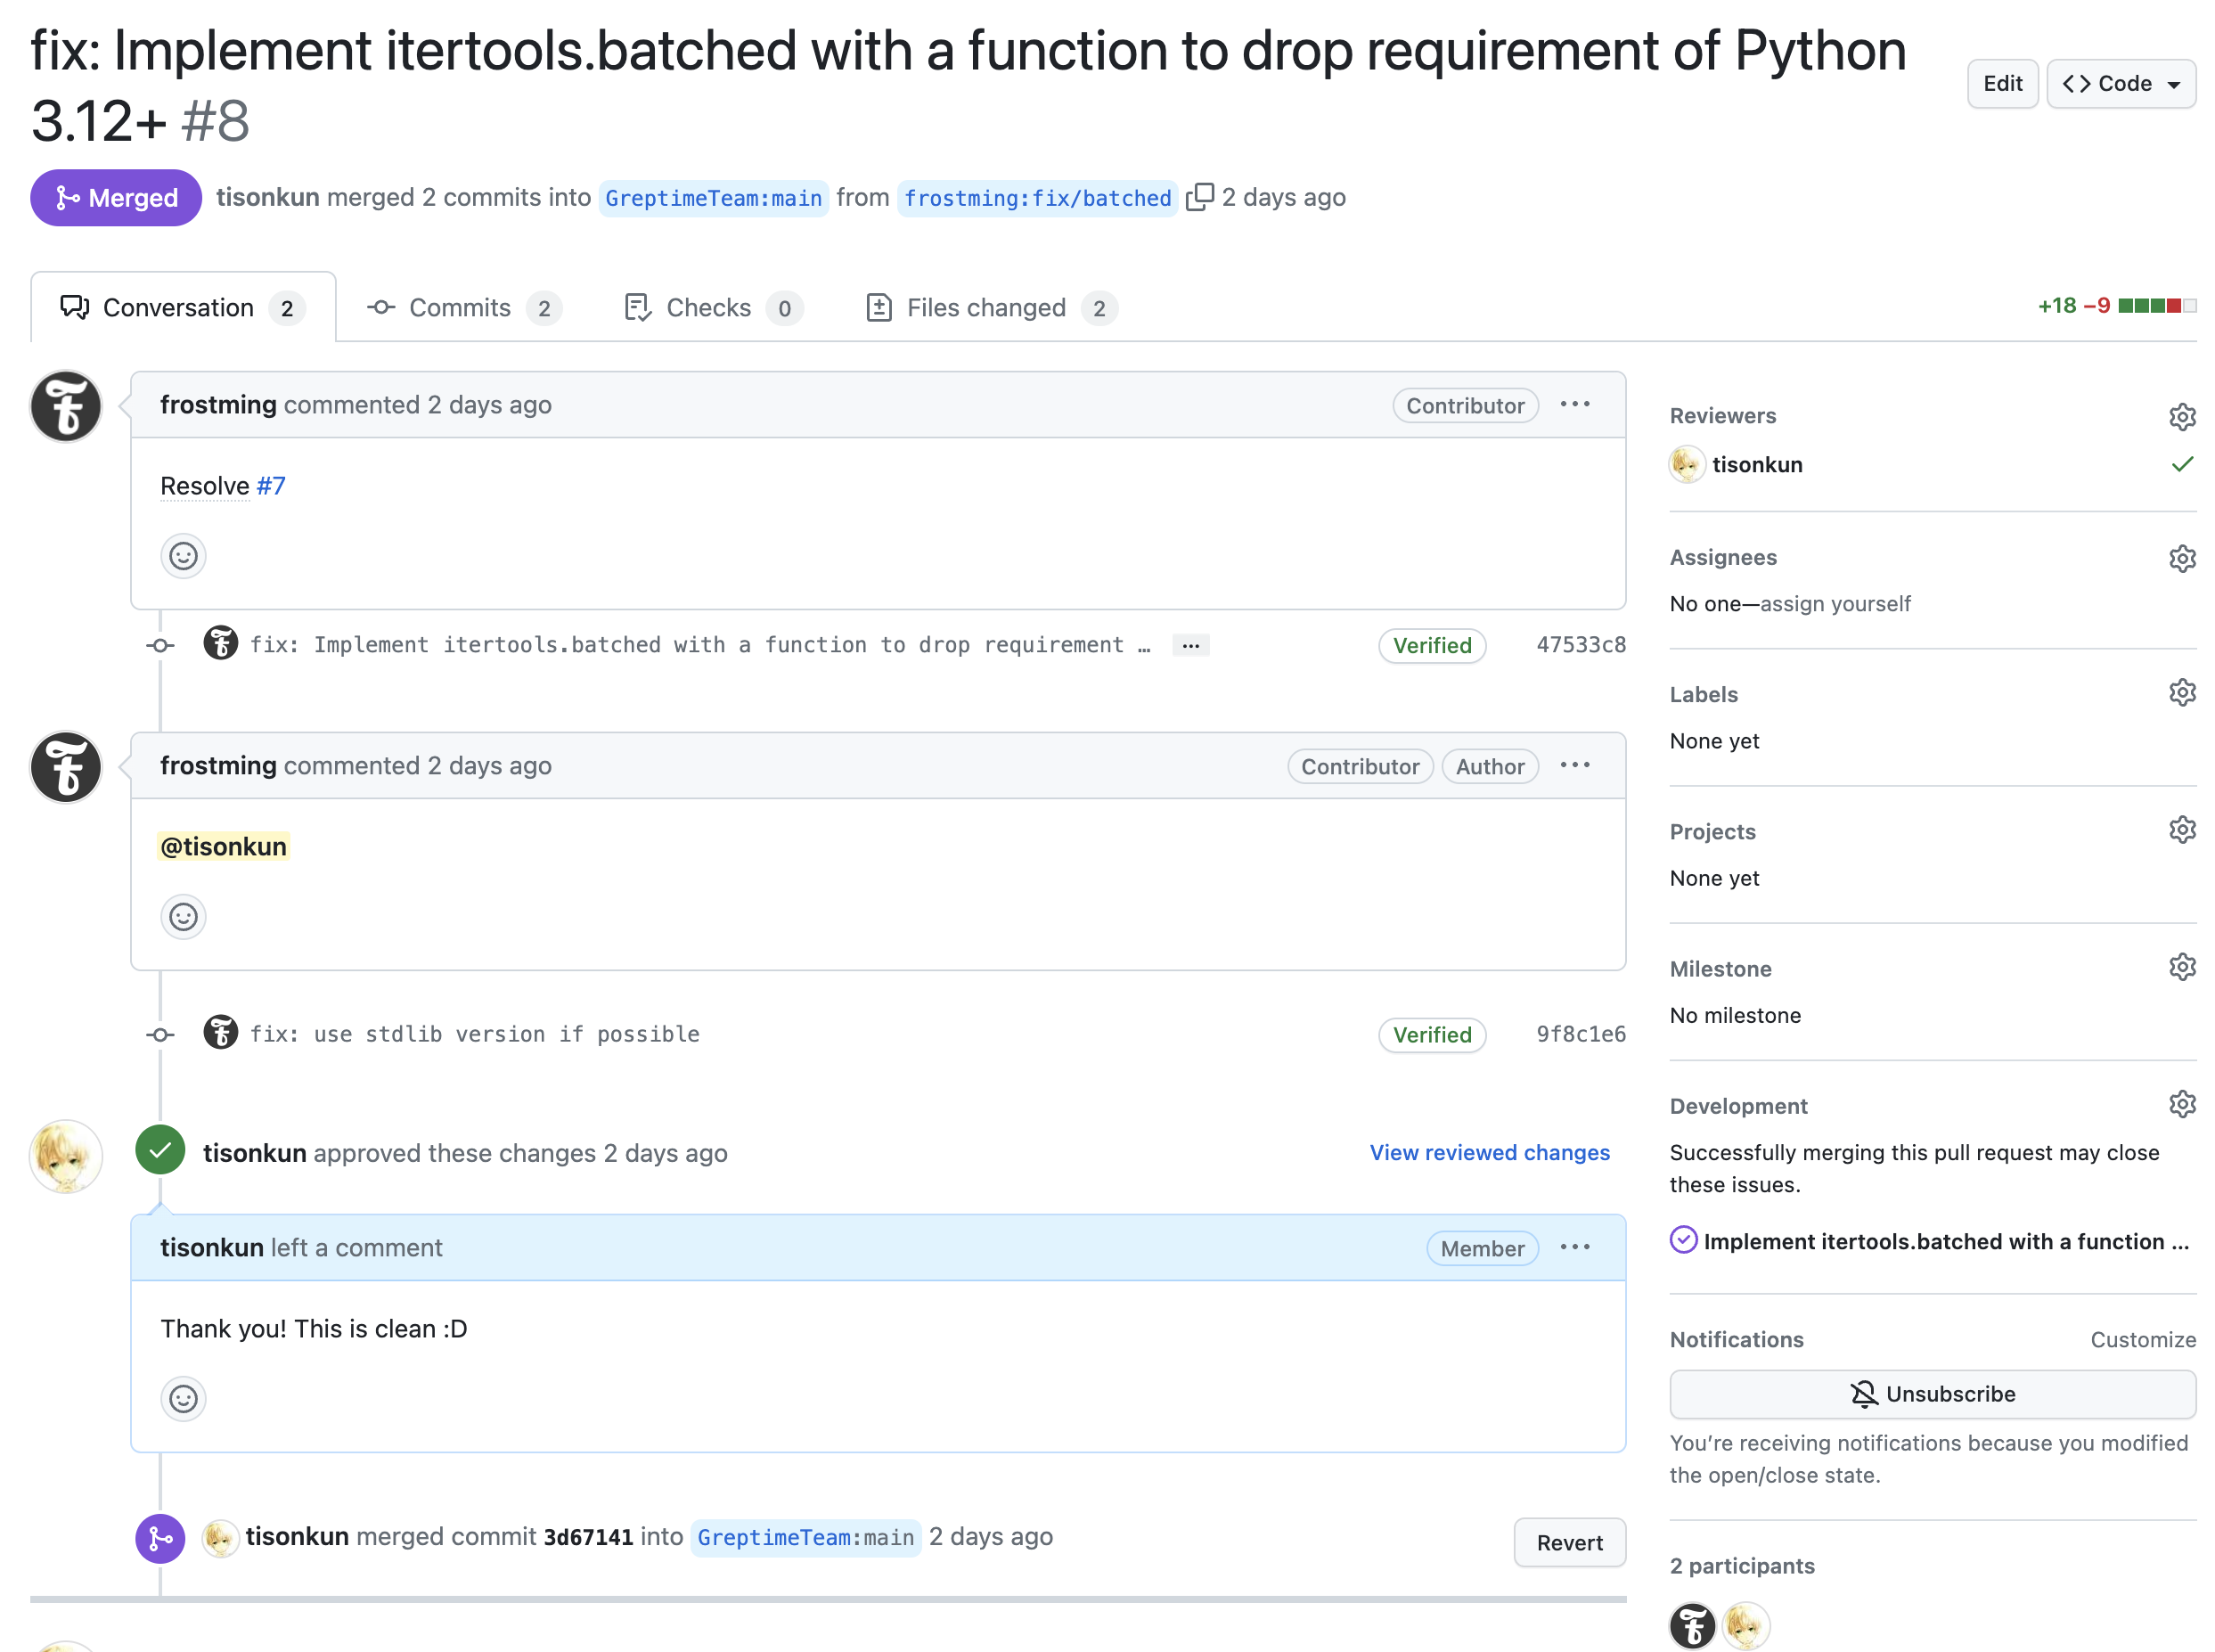 fix: Implement itertools.batched with a function to drop requirement of Python
3.12+ #8
Edit
Code
Merged
tisonkun merged 2 commits into GreptimeTeam:main from frostming:fix/batched 2 days ago
Conversation 2
Commits 2
Checks 0
Files changed 2
+18 −9
frostming commented 2 days ago
Contributor
Resolve #7
fix: Implement itertools.batched with a function to drop requirement …
Verified
47533c8
frostming commented 2 days ago
Contributor
Author
@tisonkun
fix: use stdlib version if possible
Verified
9f8c1e6
tisonkun approved these changes 2 days ago
View reviewed changes
tisonkun left a comment
Member
Thank you! This is clean :D
tisonkun merged commit 3d67141 into GreptimeTeam:main 2 days ago
Revert
Reviewers
tisonkun
Assignees
No one—assign yourself
Labels
None yet
Projects
None yet
Milestone
No milestone
Development
Successfully merging this pull request may close
these issues.
Implement itertools.batched with a function ...
Notifications
Customize
Unsubscribe
You’re receiving notifications because you modified
the open/close state.
2 participants